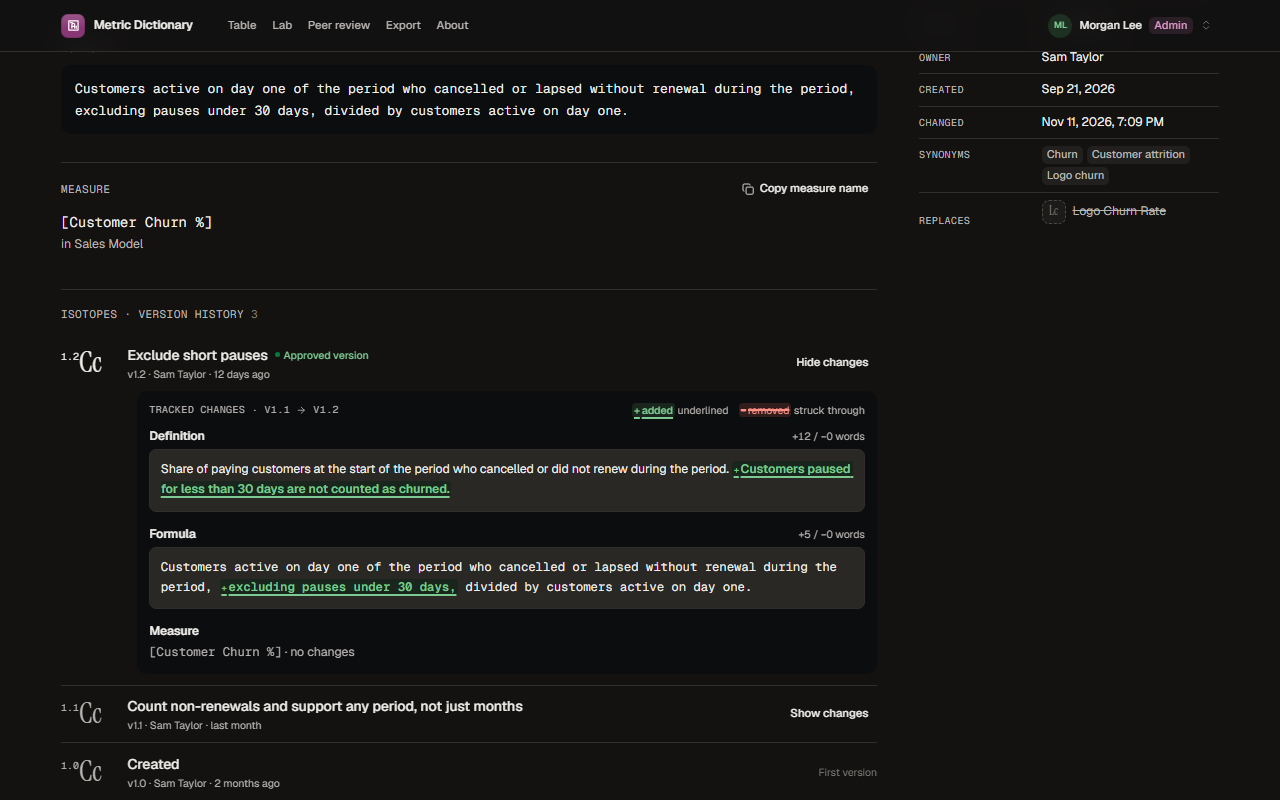 Metric Dictionary
Table
Lab
Peer review
Export
About
ML
Morgan Lee
Admin
Customers active on day one of the period who cancelled or lapsed without renewal during the period,
excluding pauses under 30 days, divided by customers active on day one.
MEASURE
Copy measure name
[Customer Churn %]
in Sales Model
ISOTOPES · VERSION HISTORY 3
1.2 Cc
Exclude short pauses
Approved version
v1.2 · Sam Taylor · 12 days ago
Hide changes
TRACKED CHANGES · V1.1 → V1.2
+added underlined
−removed struck through
Definition
+12 / −0 words
Share of paying customers at the start of the period who cancelled or did not renew during the period. +Customers paused
for less than 30 days are not counted as churned.
Formula
+5 / −0 words
Customers active on day one of the period who cancelled or lapsed without renewal during the
period, +excluding pauses under 30 days, divided by customers active on day one.
Measure
[Customer Churn %] · no changes
1.1 Cc
Count non-renewals and support any period, not just months
v1.1 · Sam Taylor · last month
Show changes
1.0 Cc
Created
v1.0 · Sam Taylor · 2 months ago
First version
OWNER
Sam Taylor
CREATED
Sep 21, 2026
CHANGED
Nov 11, 2026, 7:09 PM
SYNONYMS
Churn
Customer attrition
Logo churn
REPLACES
Lc
Logo Churn Rate